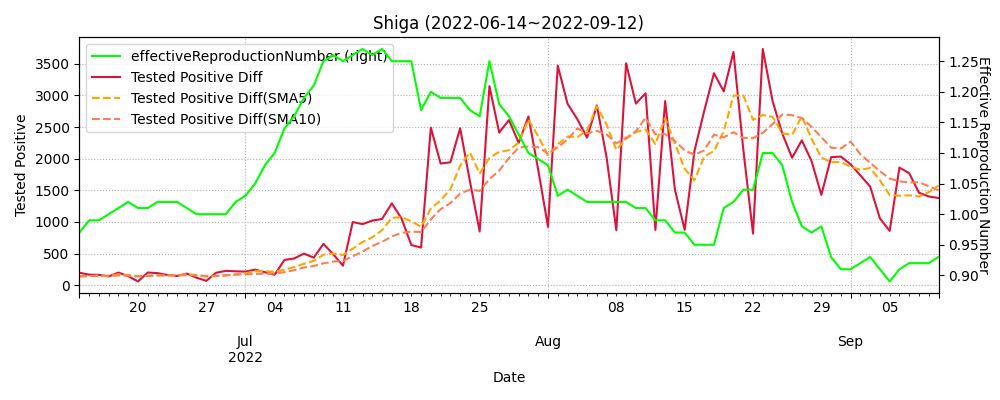 Shiga (2022-06-14~2022-09-12)
effectiveReproductionNumber (right)
Tested Positive Diff
Tested Positive Diff(SMA5)
Tested Positive Diff(SMA10)
Tested Positive
3500
3000
2500
2000
1500
1000
500
0
1.25
1.20
1.15
1.10
1.05
1.00
0.95
0.90
Effective Reproduction Number
20 27 04 11 18 25 08 15 22 29 05
Jul Aug Sep
2022
Date